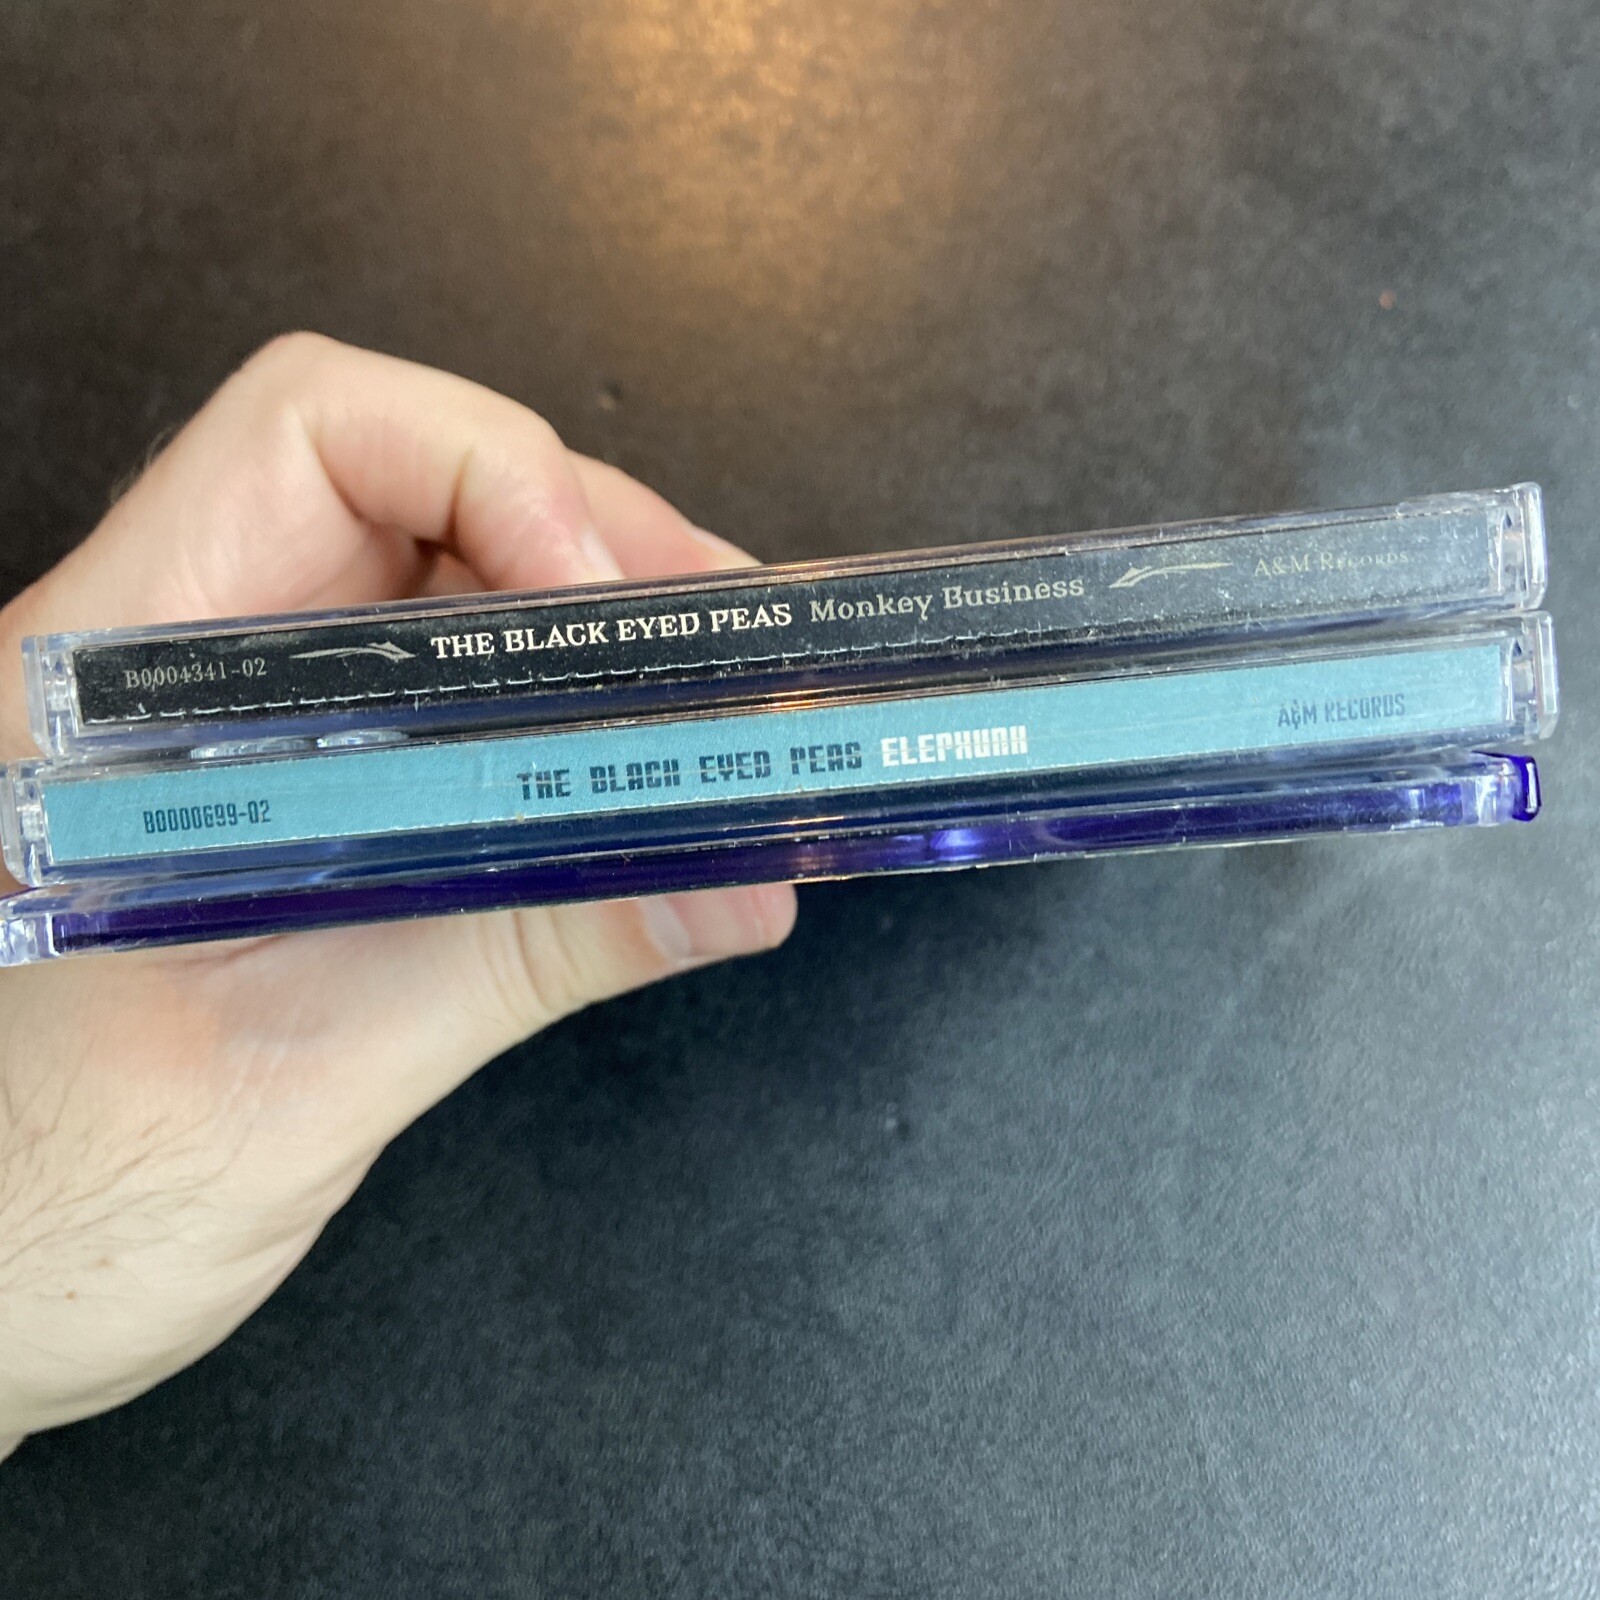 B0004341-02 THE BLACK EYED PEAS Monkey Business A&M RECORDS
B0000699-02 THE BLACK EYED PEAS ELEPHUNK A&M RECORDS